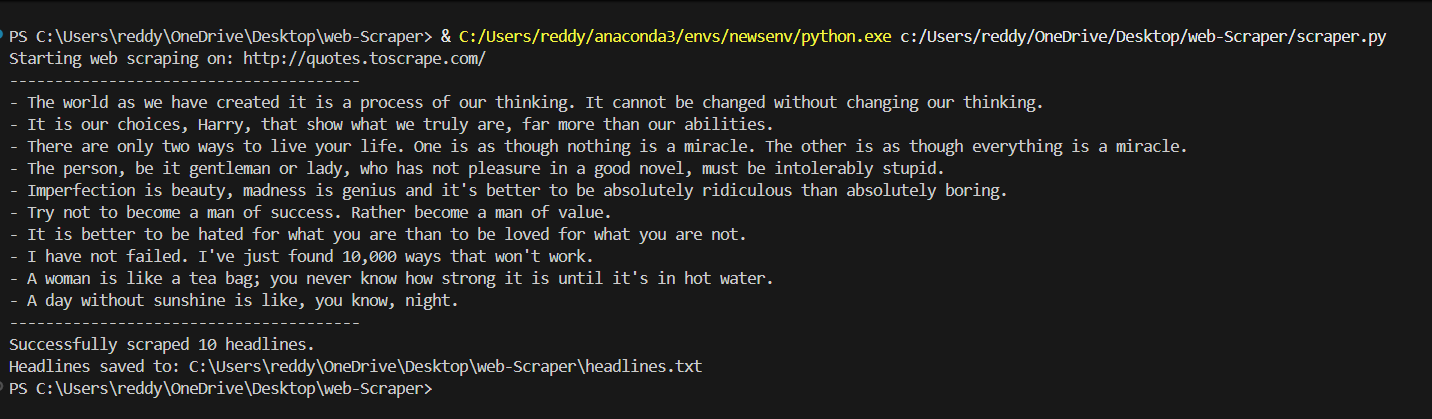 PS C:\Users\reddy\OneDrive\Desktop\web-Scraper> & C:/Users/reddy/anaconda3/envs/newsenv/python.exe c:/Users/reddy/OneDrive/Desktop/web-Scraper/scraper.py
Starting web scraping on: http://quotes.toscrape.com/
---------------------------------------
- The world as we have created it is a process of our thinking. It cannot be changed without changing our thinking.
- It is our choices, Harry, that show what we truly are, far more than our abilities.
- There are only two ways to live your life. One is as though nothing is a miracle. The other is as though everything is a miracle.
- The person, be it gentleman or lady, who has not pleasure in a good novel, must be intolerably stupid.
- Imperfection is beauty, madness is genius and it's better to be absolutely ridiculous than absolutely boring.
- Try not to become a man of success. Rather become a man of value.
- It is better to be hated for what you are than to be loved for what you are not.
- I have not failed. I've just found 10,000 ways that won't work.
- A woman is like a tea bag; you never know how strong it is until it's in hot water.
- A day without sunshine is like, you know, night.
---------------------------------------
Successfully scraped 10 headlines.
Headlines saved to: C:\Users\reddy\OneDrive\Desktop\web-Scraper\headlines.txt
PS C:\Users\reddy\OneDrive\Desktop\web-Scraper>